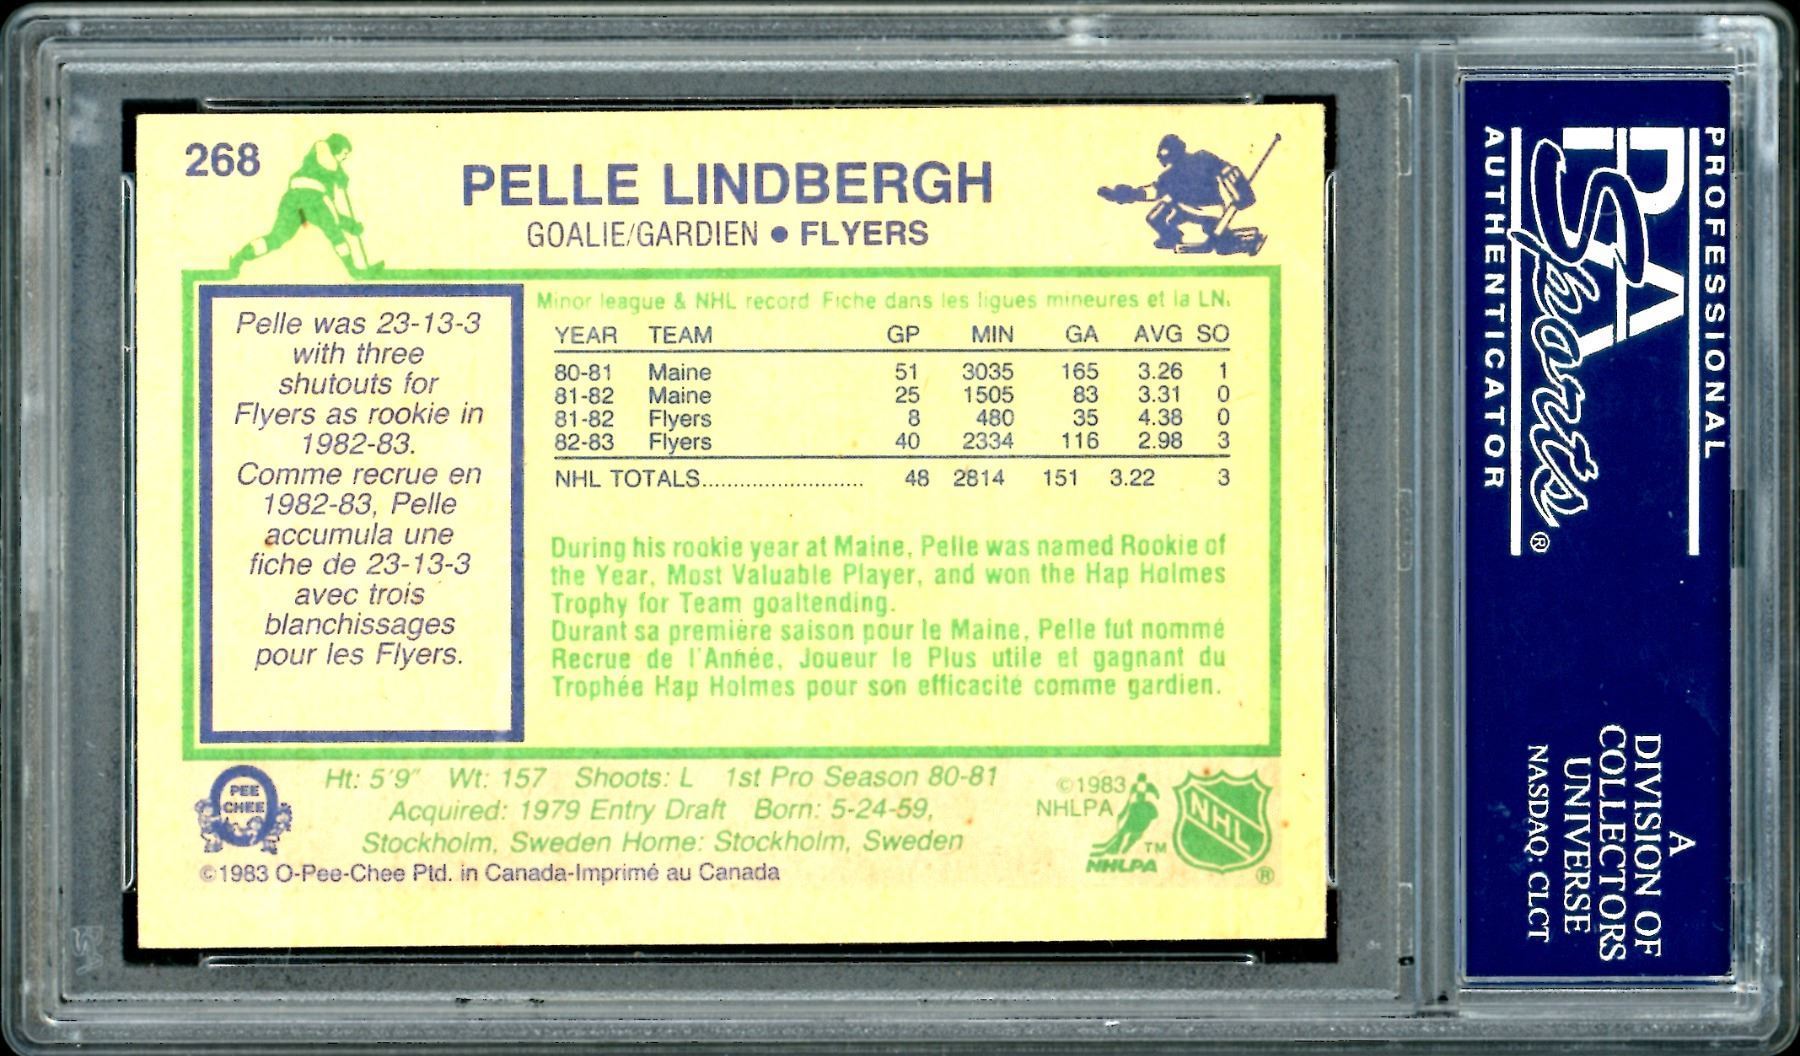 268
PELLE LINDBERGH
GOALIE/GARDIEN • FLYERS
Pelle was 23-13-3
with three
shutouts for
Flyers as rookie in
1982-83.
Comme recrue en
1982-83, Pelle
accumula une
fiche de 23-13-3
avec trois
blanchissages
pour les Flyers.
Minor league & NHL record Fiche dans les ligues mineures et la LN.
YEAR TEAM GP MIN GA AVG SO
80-81 Maine 51 3035 165 3.26 1
81-82 Maine 25 1505 83 3.31 0
81-82 Flyers 8 480 35 4.38 0
82-83 Flyers 40 2334 116 2.98 3
NHL TOTALS.......................... 48 2814 151 3.22 3
During his rookie year at Maine, Pelle was named Rookie of
the Year, Most Valuable Player, and won the Hap Holmes
Trophy for Team goaltending.
Durant sa première saison pour le Maine, Pelle fut nommé
Recrue de l'Année, Joueur le Plus utile et gagnant du
Trophée Hap Holmes pour son efficacité comme gardien.
PEE
CHEE
Ht: 5'9" Wt: 157 Shoots: L 1st Pro Season 80-81
Acquired: 1979 Entry Draft Born: 5-24-59,
Stockholm, Sweden Home: Stockholm, Sweden
©1983 O-Pee-Chee Ptd. in Canada-Imprimé au Canada
©1983
NHLPA
TM
NHLPA
NHL
®
PROFESSIONAL
PSA
Sports®
AUTHENTICATOR
A
DIVISION OF
COLLECTORS
UNIVERSE
NASDAQ: CLCT
PSA